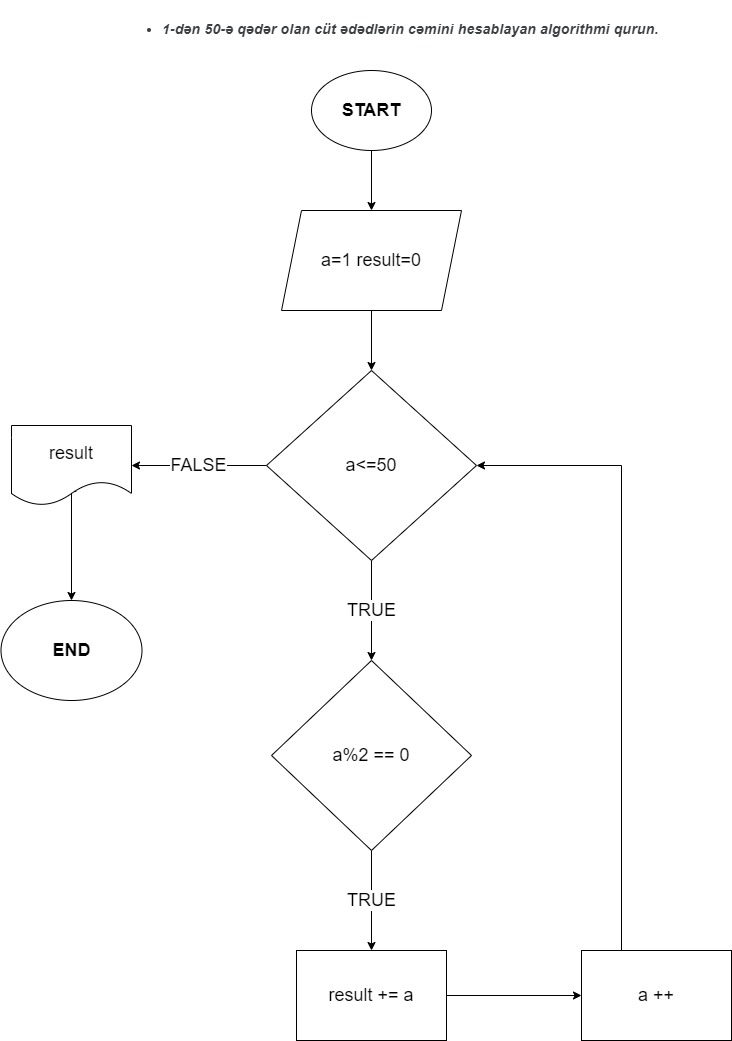 1-dən 50-ə qədər olan cüt ədədlərin cəmini hesablayan algorithmi qurun.
START
a=1 result=0
a<=50
FALSE
result
END
TRUE
a%2 == 0
TRUE
result += a
a ++